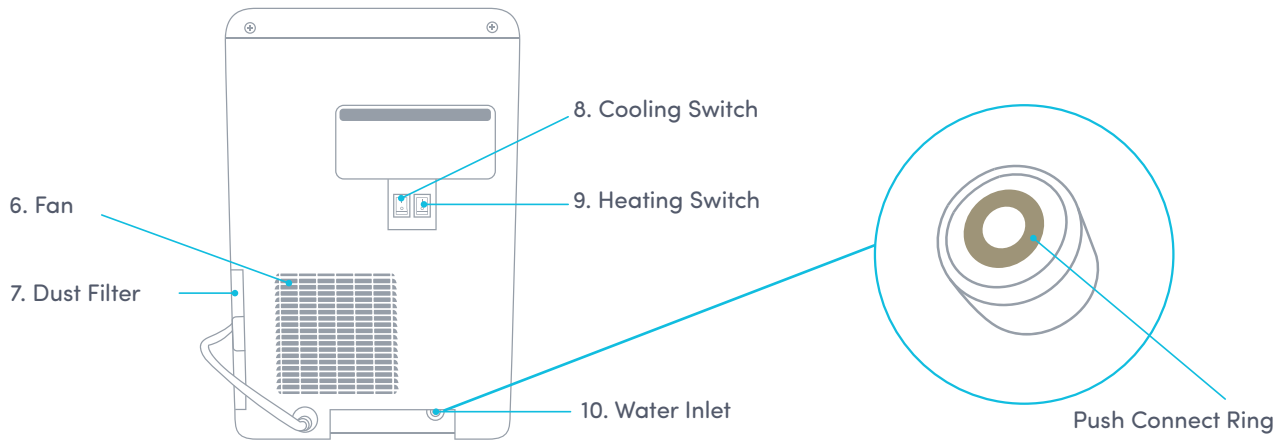 8. Cooling Switch
9. Heating Switch
6. Fan
7. Dust Filter
10. Water Inlet
Push Connect Ring